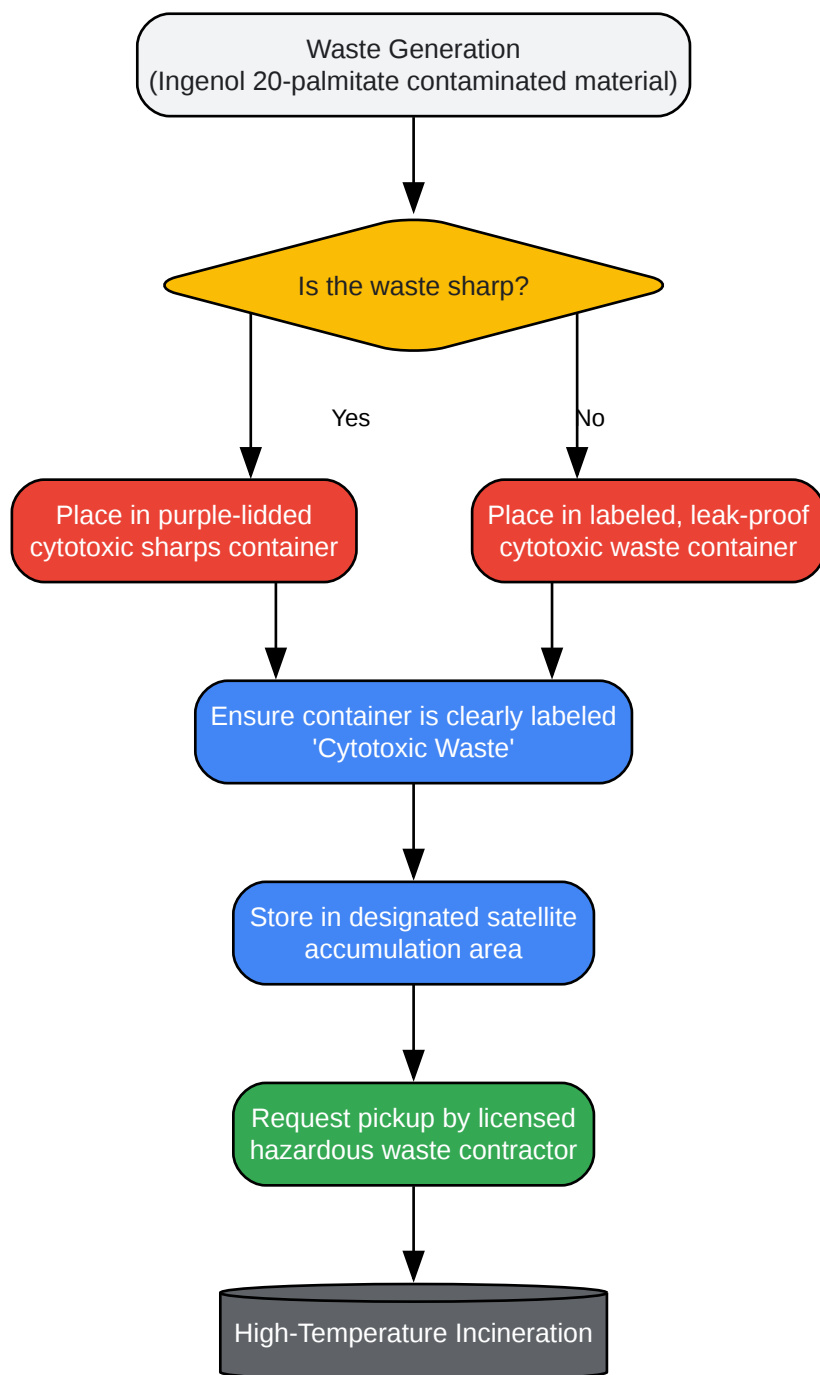 Waste Generation
(Ingenol 20-palmitate contaminated material)
Is the waste sharp?
Yes
No
Place in purple-lidded
cytotoxic sharps container
Place in labeled, leak-proof
cytotoxic waste container
Ensure container is clearly labeled
'Cytotoxic Waste'
Store in designated satellite
accumulation area
Request pickup by licensed
hazardous waste contractor
High-Temperature Incineration